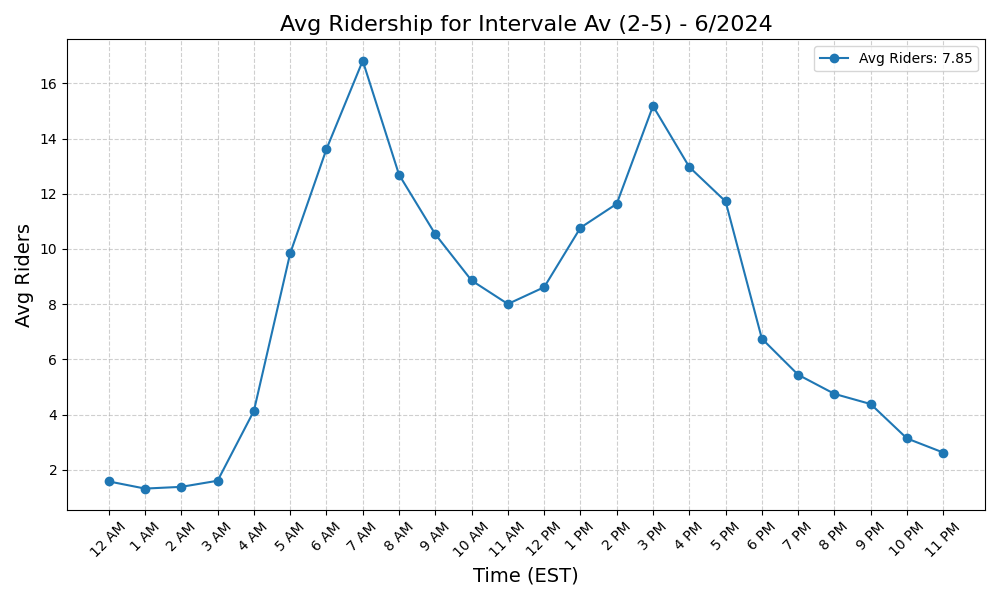 Avg Ridership for Intervale Av (2-5) - 6/2024
Avg Riders: 7.85
Avg Riders
16
14
12
10
8
6
4
2
12 AM
1 AM
2 AM
3 AM
4 AM
5 AM
6 AM
7 AM
8 AM
9 AM
10 AM
11 AM
12 PM
1 PM
2 PM
3 PM
4 PM
5 PM
6 PM
7 PM
8 PM
9 PM
10 PM
11 PM
Time (EST)